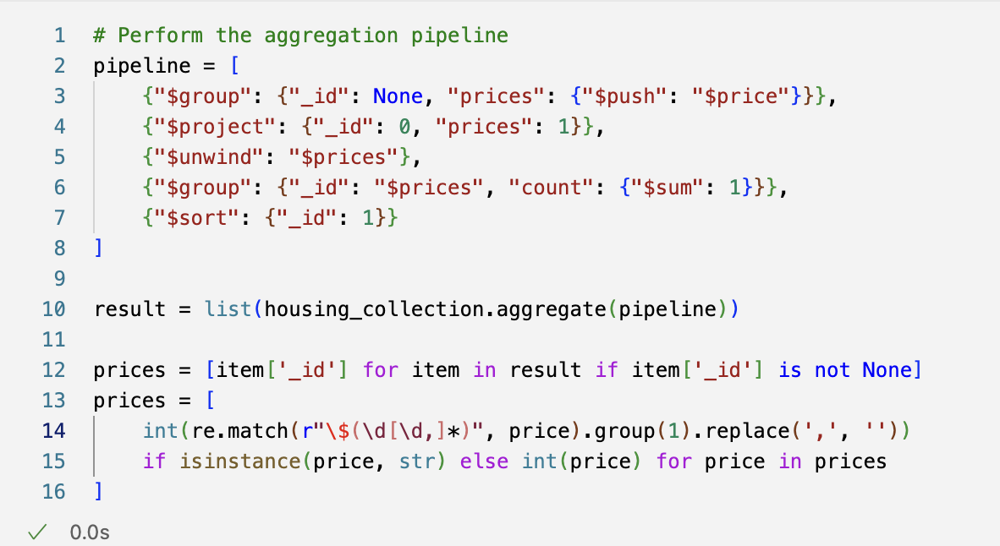 1 # Perform the aggregation pipeline
2 pipeline = [
3     {"$group": {"_id": None, "prices": {"$push": "$price"}}},
4     {"$project": {"_id": 0, "prices": 1}},
5     {"$unwind": "$prices"},
6     {"$group": {"_id": "$prices", "count": {"$sum": 1}}},
7     {"$sort": {"_id": 1}}
8 ]
9
10 result = list(housing_collection.aggregate(pipeline))
11
12 prices = [item['_id'] for item in result if item['_id'] is not None]
13 prices = [
14     int(re.match(r"\$(\d[\d,]*)", price).group(1).replace(',', ''))
15     if isinstance(price, str) else int(price) for price in prices
16 ]
0.0s